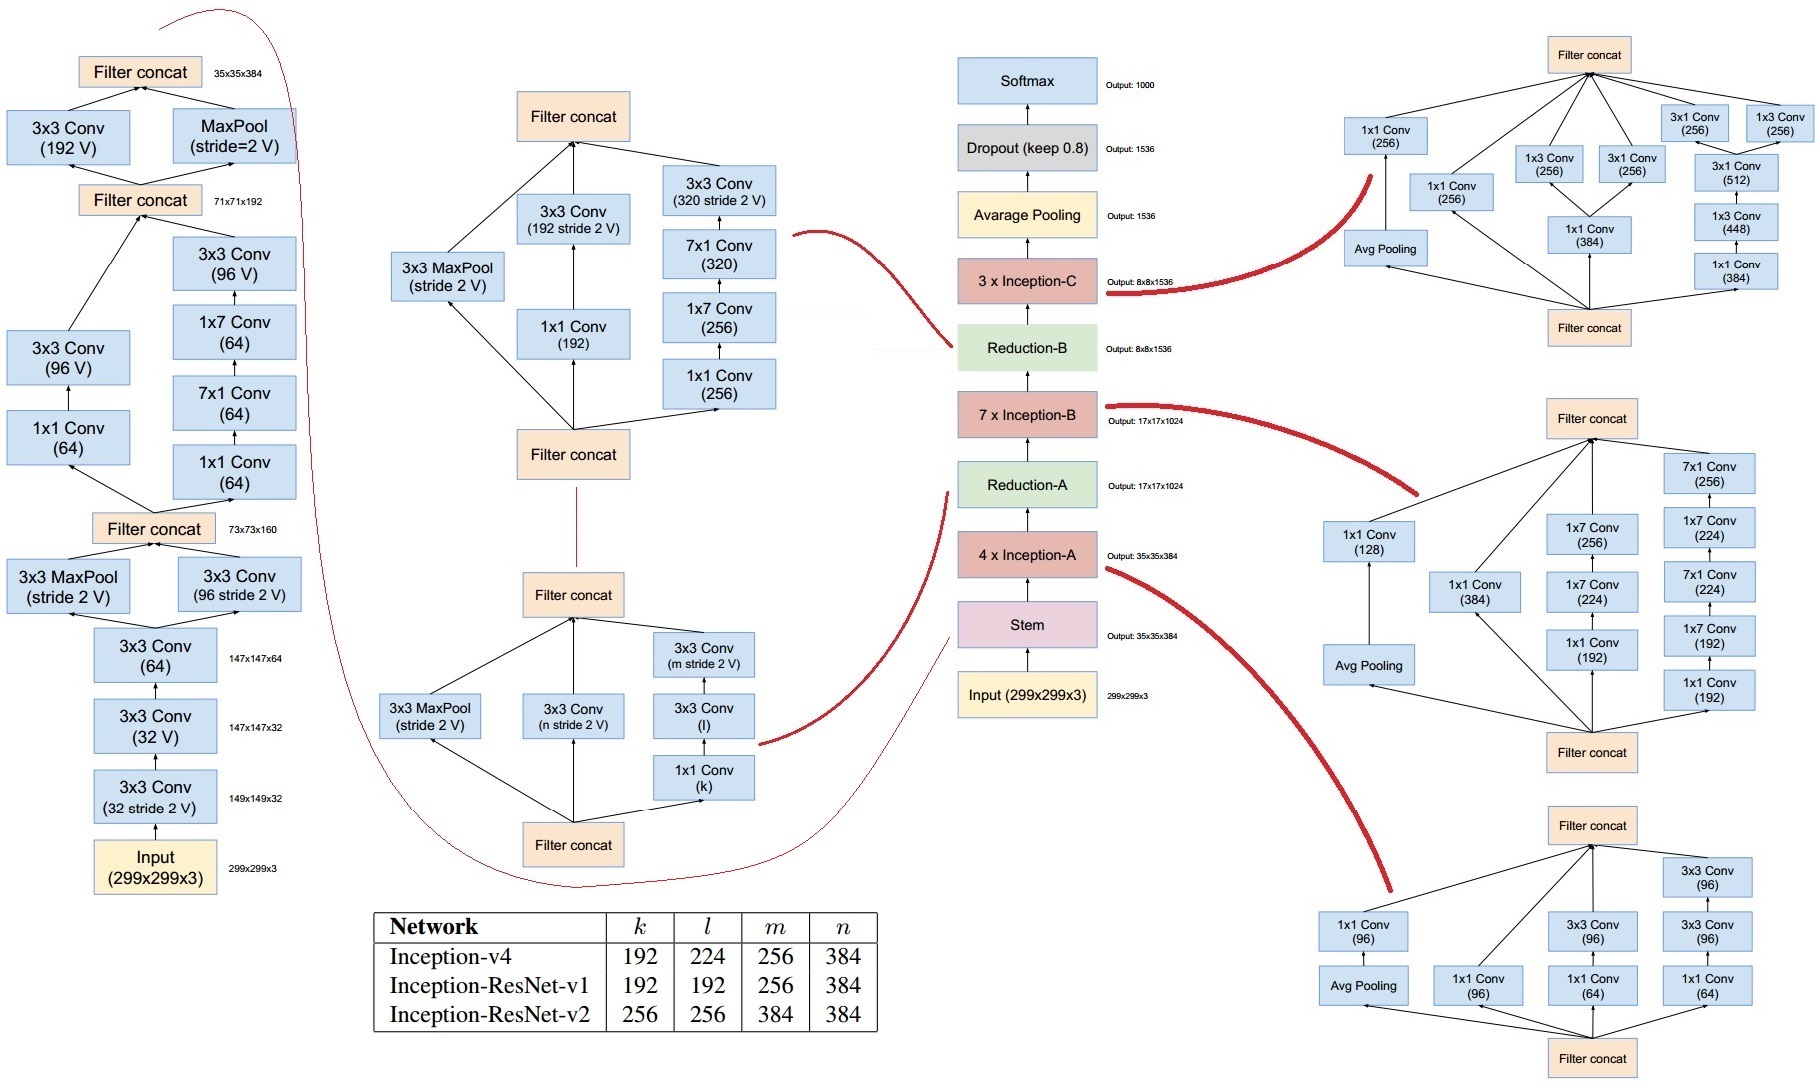 Filter concat
35x35x384
3x3 Conv
(192 V)
MaxPool
(stride=2 V)
Filter concat
71x71x192
3x3 Conv
(96 V)
1x7 Conv
(64)
3x3 Conv
(96 V)
7x1 Conv
(64)
1x1 Conv
(64)
1x1 Conv
(64)
Filter concat
73x73x160
3x3 MaxPool
(stride 2 V)
3x3 Conv
(96 stride 2 V)
3x3 Conv
(64)
147x147x64
3x3 Conv
(32 V)
147x147x32
3x3 Conv
(32 stride 2 V)
149x149x32
Input
(299x299x3)
299x299x3
Filter concat
3x3 Conv
(320 stride 2 V)
3x3 Conv
(192 stride 2 V)
7x1 Conv
(320)
3x3 MaxPool
(stride 2 V)
1x7 Conv
(256)
1x1 Conv
(192)
1x1 Conv
(256)
Filter concat
Filter concat
3x3 Conv
(m stride 2 V)
3x3 MaxPool
(stride 2 V)
3x3 Conv
(n stride 2 V)
3x3 Conv
(l)
1x1 Conv
(k)
Filter concat
Network k l m n
Inception-v4 192 224 256 384
Inception-ResNet-v1 192 192 256 384
Inception-ResNet-v2 256 256 384 384
Softmax
Output: 1000
Dropout (keep 0.8)
Output: 1536
Avarage Pooling
Output: 1536
3 x Inception-C
Output: 8x8x1536
Reduction-B
Output: 8x8x1536
7 x Inception-B
Output: 17x17x1024
Reduction-A
Output: 17x17x1024
4 x Inception-A
Output: 35x35x384
Stem
Output: 35x35x384
Input (299x299x3)
299x299x3
Filter concat
1x1 Conv
(256)
3x1 Conv
(256)
1x3 Conv
(256)
1x3 Conv
(256)
3x1 Conv
(256)
3x1 Conv
(512)
1x1 Conv
(256)
1x3 Conv
(448)
1x1 Conv
(384)
Avg Pooling
1x1 Conv
(384)
Filter concat
Filter concat
7x1 Conv
(256)
1x1 Conv
(128)
1x7 Conv
(256)
1x7 Conv
(224)
1x1 Conv
(384)
1x7 Conv
(224)
7x1 Conv
(224)
1x7 Conv
(192)
1x1 Conv
(192)
Avg Pooling
1x1 Conv
(192)
Filter concat
Filter concat
3x3 Conv
(96)
1x1 Conv
(96)
3x3 Conv
(96)
3x3 Conv
(96)
Avg Pooling
1x1 Conv
(96)
1x1 Conv
(64)
1x1 Conv
(64)
Filter concat